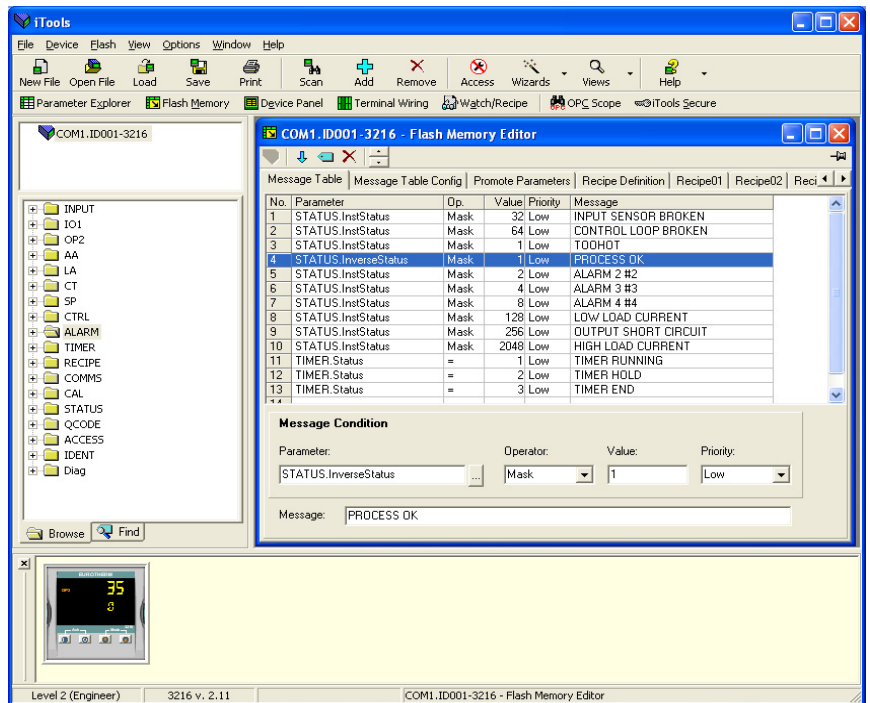 iTools
File Device Flash View Options Window Help
New File Open File Load Save Print Scan Add Remove Access Wizards Views Help
Parameter Explorer Flash Memory Device Panel Terminal Wiring Watch/Recipe OPC Scope iTools Secure
COM1.ID001-3216
INPUT
IO1
OP2
AA
LA
CT
SP
CTRL
ALARM
TIMER
RECIPE
COMMS
CAL
STATUS
QCODE
ACCESS
IDENT
Diag
Browse Find
COM1.ID001-3216 - Flash Memory Editor
Message Table Message Table Config Promote Parameters Recipe Definition Recipe01 Recipe02 Reci
No. Parameter Op. Value Priority Message
1 STATUS.InstStatus Mask 32 Low INPUT SENSOR BROKEN
2 STATUS.InstStatus Mask 64 Low CONTROL LOOP BROKEN
3 STATUS.InstStatus Mask 1 Low TOOHOT
4 STATUS.InverseStatus Mask 1 Low PROCESS OK
5 STATUS.InstStatus Mask 2 Low ALARM 2 #2
6 STATUS.InstStatus Mask 4 Low ALARM 3 #3
7 STATUS.InstStatus Mask 8 Low ALARM 4 #4
8 STATUS.InstStatus Mask 128 Low LOW LOAD CURRENT
9 STATUS.InstStatus Mask 256 Low OUTPUT SHORT CIRCUIT
10 STATUS.InstStatus Mask 2048 Low HIGH LOAD CURRENT
11 TIMER.Status = 1 Low TIMER RUNNING
12 TIMER.Status = 2 Low TIMER HOLD
13 TIMER.Status = 3 Low TIMER END
14
Message Condition
Parameter: Operator: Value: Priority:
STATUS.InverseStatus ... Mask 1 Low
Message: PROCESS OK
EUROTHERM
OP2 35
0
Level 2 (Engineer) 3216 v. 2.11 COM1.ID001-3216 - Flash Memory Editor